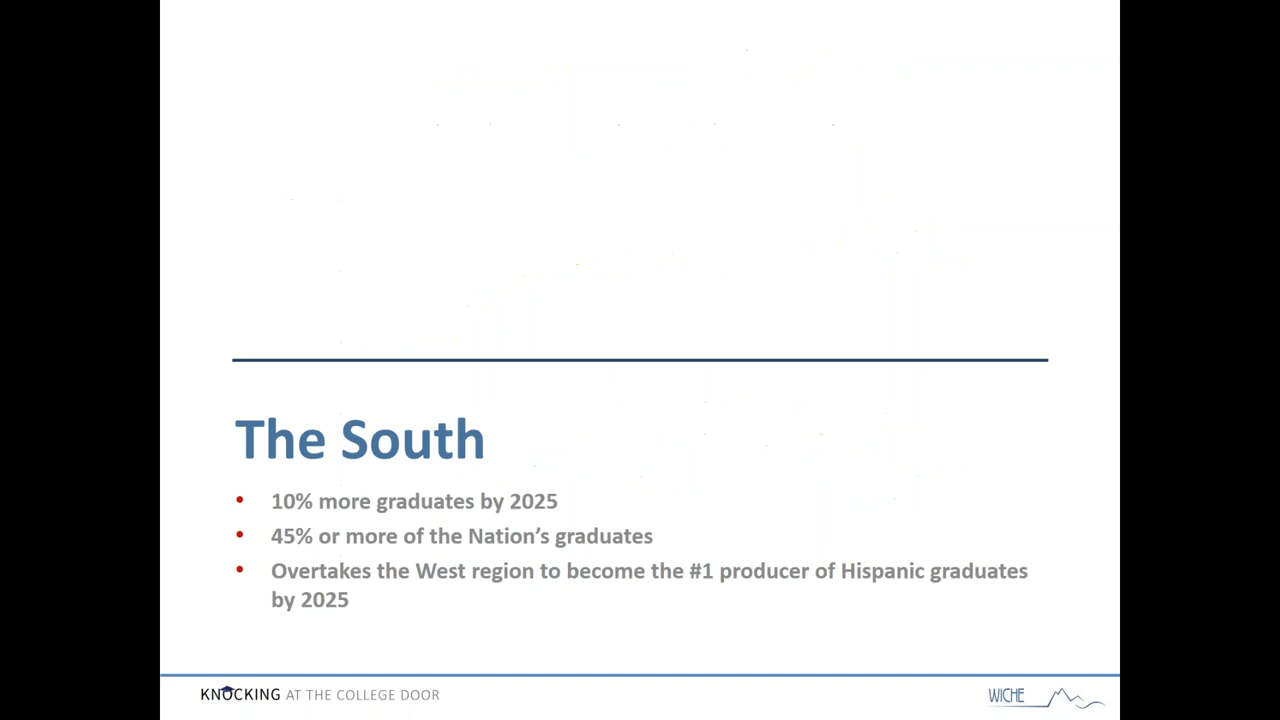 The South
• 10% more graduates by 2025
• 45% or more of the Nation’s graduates
• Overtakes the West region to become the #1 producer of Hispanic graduates
by 2025
KNOCKING AT THE COLLEGE DOOR
WICHE